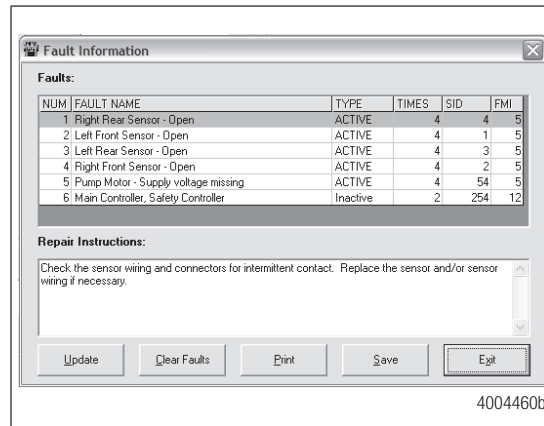 Fault Information
Faults:
NUM FAULT NAME TYPE TIMES SID FMI
1 Right Rear Sensor - Open ACTIVE 4 4 5
2 Left Front Sensor - Open ACTIVE 4 1 5
3 Left Rear Sensor - Open ACTIVE 4 3 5
4 Right Front Sensor - Open ACTIVE 4 2 5
5 Pump Motor - Supply voltage missing ACTIVE 4 54 5
6 Main Controller, Safety Controller Inactive 2 254 12
Repair Instructions:
Check the sensor wiring and connectors for intermittent contact. Replace the sensor and/or sensor
wiring if necessary.
Update Clear Faults Print Save Exit
4004460b